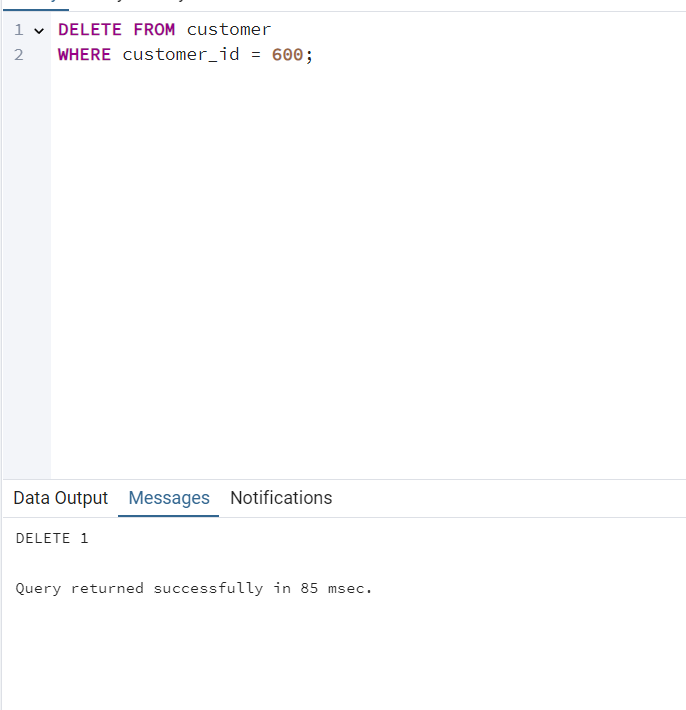 1 DELETE FROM customer
2 WHERE customer_id = 600;
Data Output Messages Notifications
DELETE 1
Query returned successfully in 85 msec.